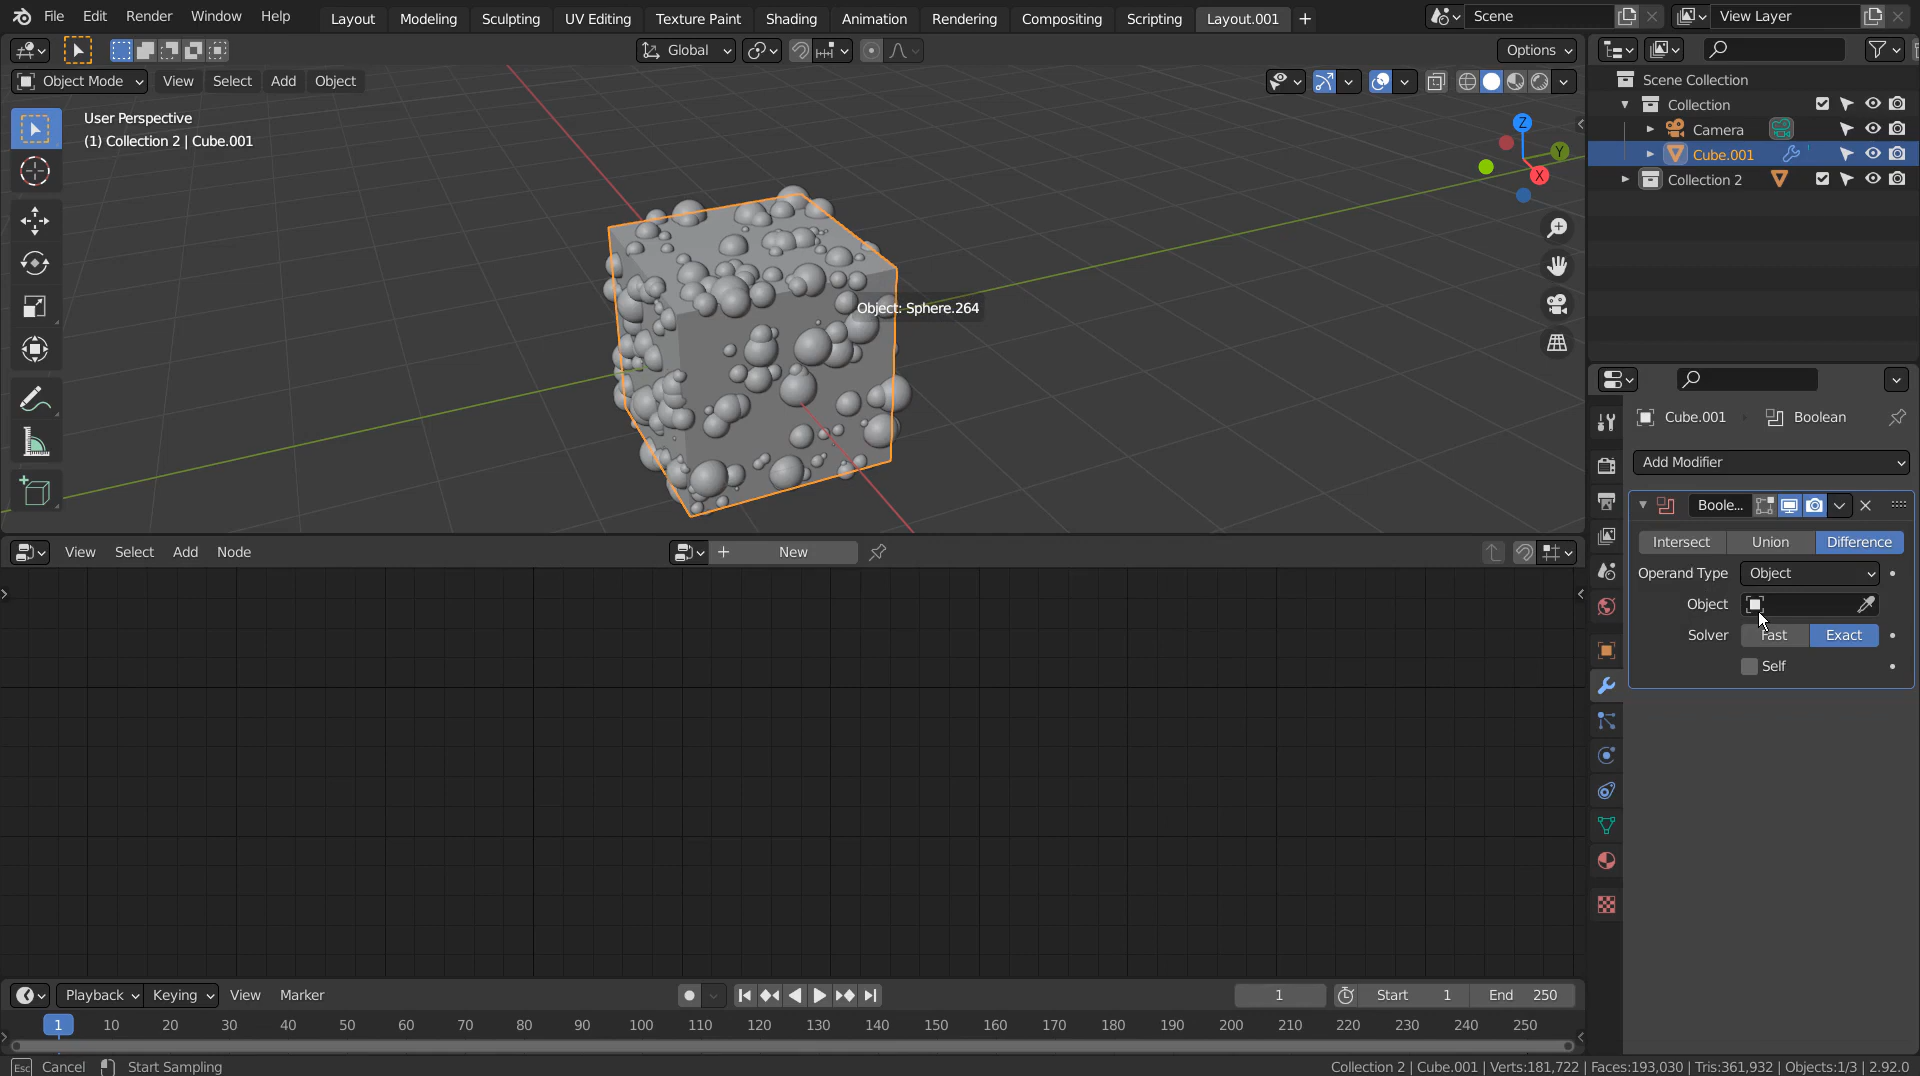 File Edit Render Window Help Layout Modeling Sculpting UV Editing Texture Paint Shading Animation Rendering Compositing Scripting Layout.001 + Scene View Layer
Global Options
Object Mode View Select Add Object
User Perspective
(1) Collection 2 | Cube.001
Z
Y
X
Object: Sphere.264
Scene Collection
Collection
Camera
Cube.001
Collection 2
Cube.001 Boolean
Add Modifier
Boole...
Intersect Union Difference
Operand Type Object
Object
Solver Fast Exact
Self
View Select Add Node + New
Playback Keying View Marker 1 Start 1 End 250
1 10 20 30 40 50 60 70 80 90 100 110 120 130 140 150 160 170 180 190 200 210 220 230 240 250
Esc Cancel Start Sampling Collection 2 | Cube.001 | Verts:181,722 | Faces:193,030 | Tris:361,932 | Objects:1/3 | 2.92.0